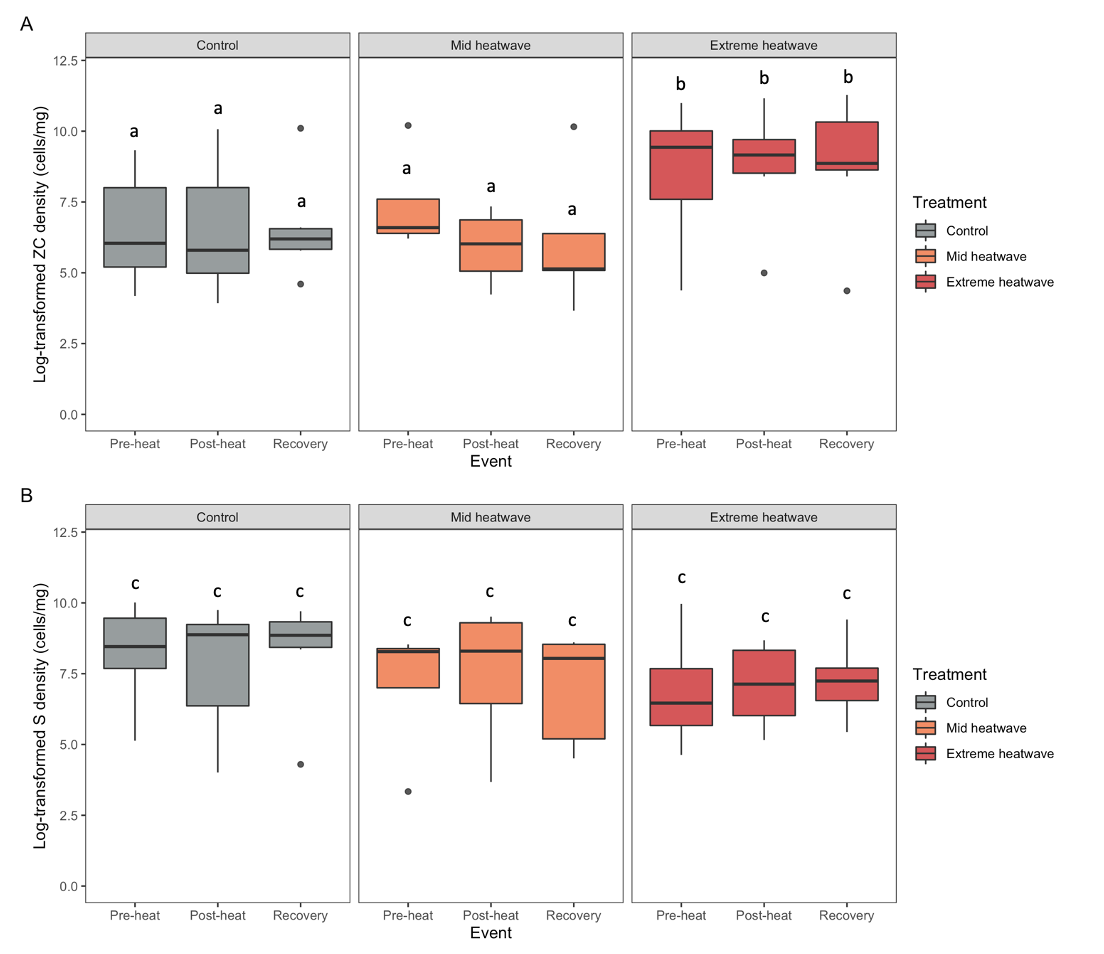 A
Control Mid heatwave Extreme heatwave
Log-transformed ZC density (cells/mg)
12.5
10.0
7.5
5.0
2.5
0.0
a a a
a a a
b b b
Pre-heat Post-heat Recovery Pre-heat Post-heat Recovery Pre-heat Post-heat Recovery
Event
Treatment
Control
Mid heatwave
Extreme heatwave
B
Control Mid heatwave Extreme heatwave
Log-transformed S density (cells/mg)
12.5
10.0
7.5
5.0
2.5
0.0
c c c
c c c
c c c
Pre-heat Post-heat Recovery Pre-heat Post-heat Recovery Pre-heat Post-heat Recovery
Event
Treatment
Control
Mid heatwave
Extreme heatwave